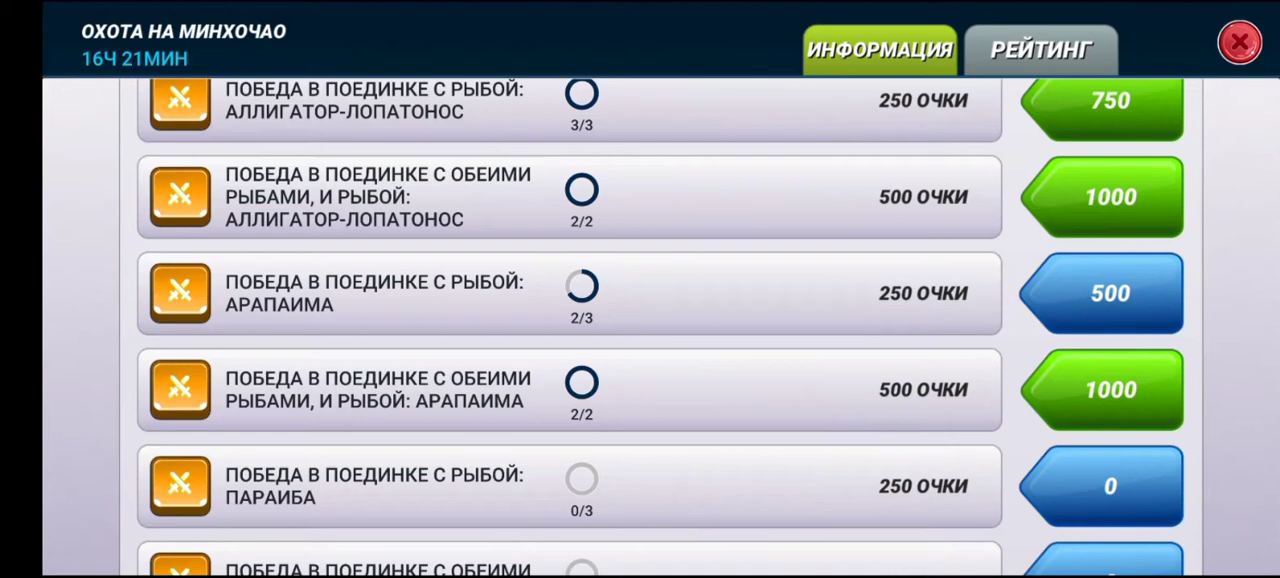 ОХОТА НА МИНХОЧАО
16Ч 21МИН
ИНФОРМАЦИЯ
РЕЙТИНГ
ПОБЕДА В ПОЕДИНКЕ С РЫБОЙ:
АЛЛИГАТОР-ЛОПАТОНОС
3/3
250 ОЧКИ
750
ПОБЕДА В ПОЕДИНКЕ С ОБЕИМИ
РЫБАМИ, И РЫБОЙ:
АЛЛИГАТОР-ЛОПАТОНОС
2/2
500 ОЧКИ
1000
ПОБЕДА В ПОЕДИНКЕ С РЫБОЙ:
АРАПАИМА
2/3
250 ОЧКИ
500
ПОБЕДА В ПОЕДИНКЕ С ОБЕИМИ
РЫБАМИ, И РЫБОЙ: АРАПАИМА
2/2
500 ОЧКИ
1000
ПОБЕДА В ПОЕДИНКЕ С РЫБОЙ:
ПАРАИБА
0/3
250 ОЧКИ
0
ПОБЕДА В ПОЕДИНКЕ С ОБЕИМИ